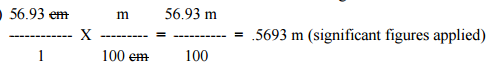 ) 56.93 cm m 56.93 m
------------ X --------- = ---------- = .5693 m (significant figures applied)
1 100 cm 100